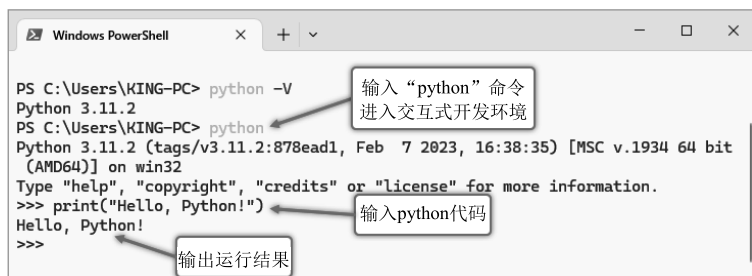 Windows PowerShell
PS C:\Users\KING-PC> python -V
Python 3.11.2
PS C:\Users\KING-PC> python
输入“python”命令
进入交互式开发环境
Python 3.11.2 (tags/v3.11.2:878ead1, Feb  7 2023, 16:38:35) [MSC v.1934 64 bit
(AMD64)] on win32
Type "help", "copyright", "credits" or "license" for more information.
>>> print("Hello, Python!")
输入python代码
Hello, Python!
>>>
输出运行结果